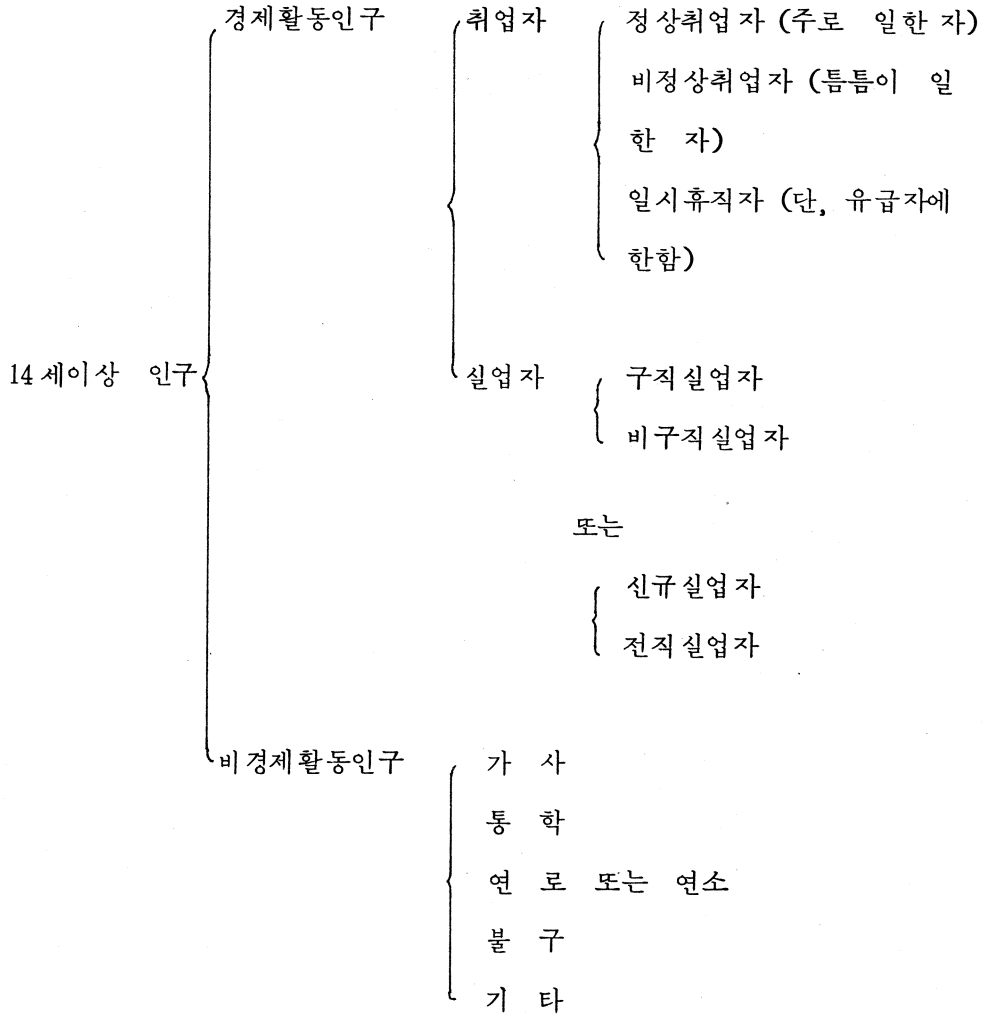 경제활동인구 취업자 정상취업자 (주로 일한 자)
비정상취업자 (틈틈이 일
한 자)
일시휴직자 (단, 유급자에
한함)
14세이상 인구 실업자 구직실업자
비구직실업자
또는
신규실업자
전직실업자
비경제활동인구 가 사
통 학
연 로 또는 연소
불 구
기 타